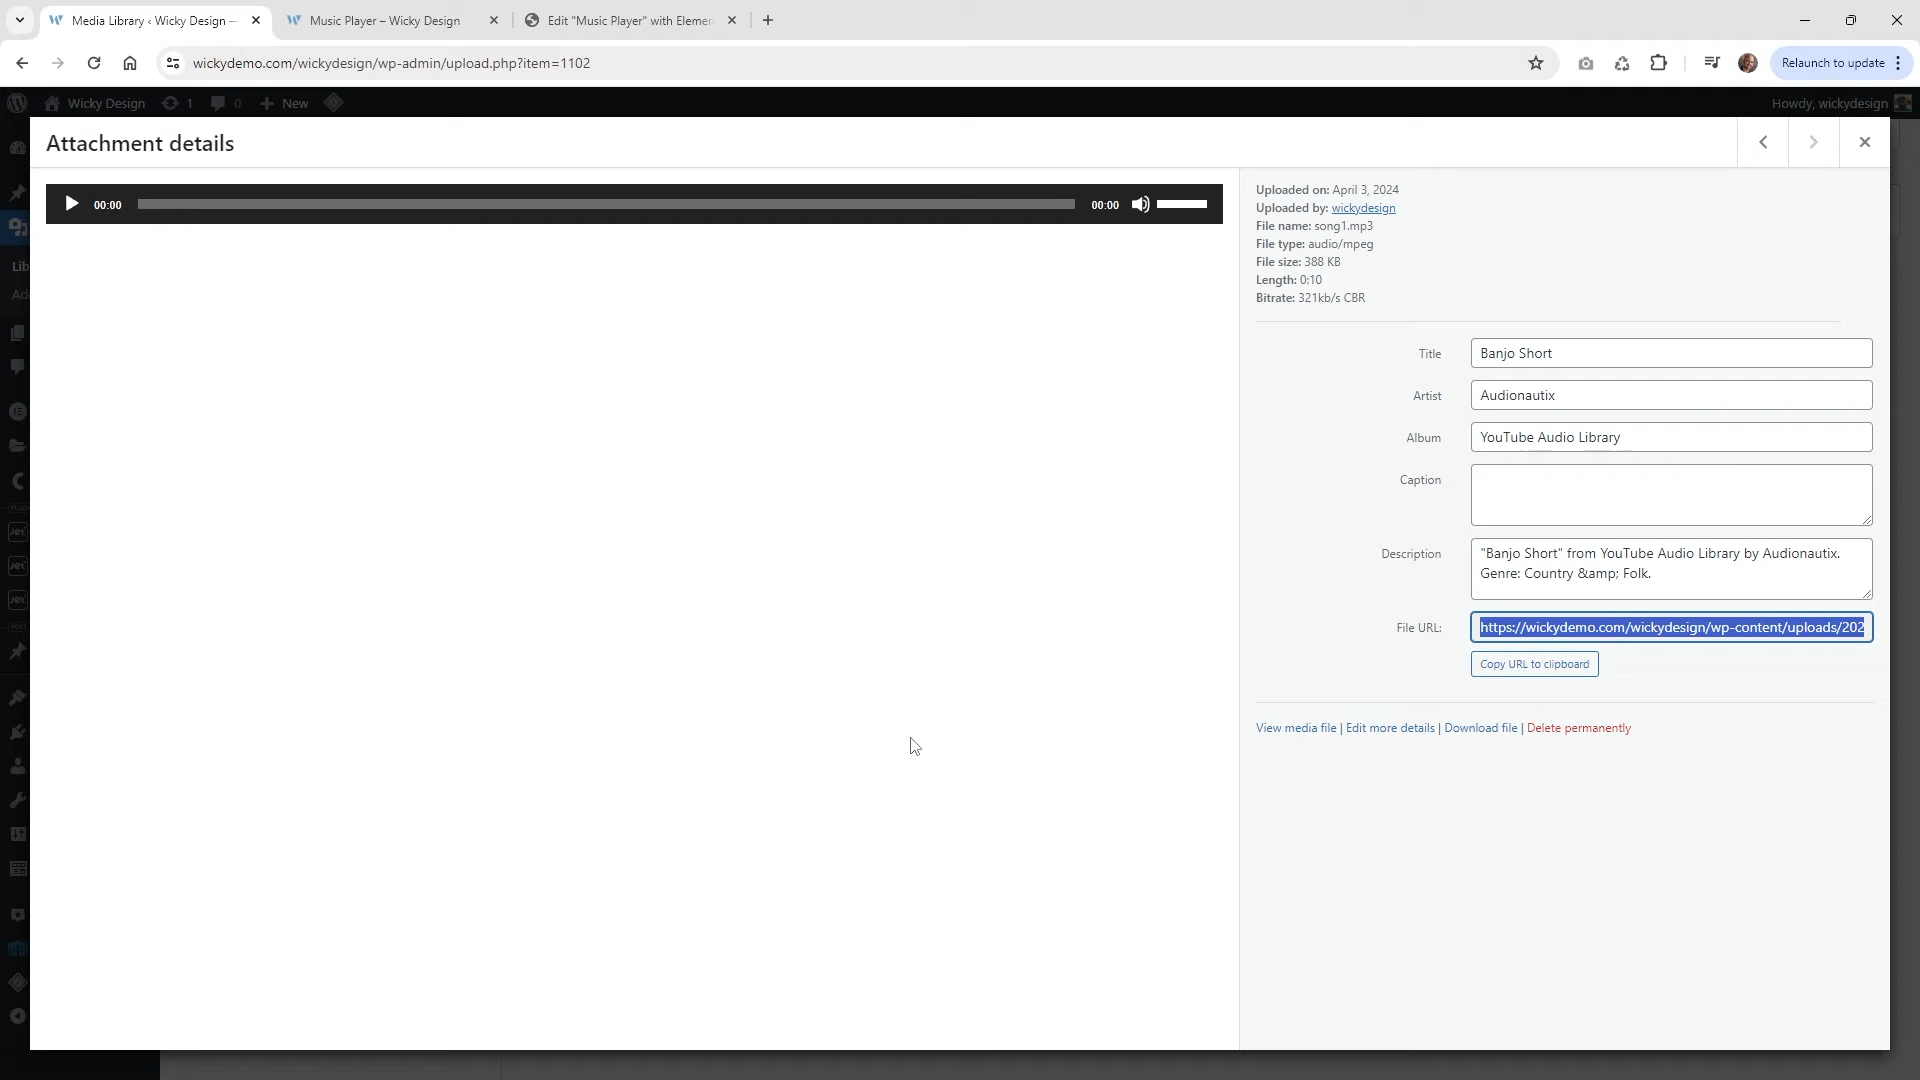 Media Library ‹ Wicky Design —
Music Player – Wicky Design
Edit "Music Player" with Elemen
wickydemo.com/wickydesign/wp-admin/upload.php?item=1102
Relaunch to update
Wicky Design
1
0
New
Howdy, wickydesign
Attachment details
Lib
Ad
00:00
00:00
Uploaded on: April 3, 2024
Uploaded by: wickydesign
File name: song1.mp3
File type: audio/mpeg
File size: 388 KB
Length: 0:10
Bitrate: 321kb/s CBR
Title
Banjo Short
Artist
Audionautix
Album
YouTube Audio Library
Caption
Description
"Banjo Short" from YouTube Audio Library by Audionautix.
Genre: Country &amp; Folk.
File URL:
https://wickydemo.com/wickydesign/wp-content/uploads/202
Copy URL to clipboard
View media file | Edit more details | Download file | Delete permanently
Jet
Jet
Jet